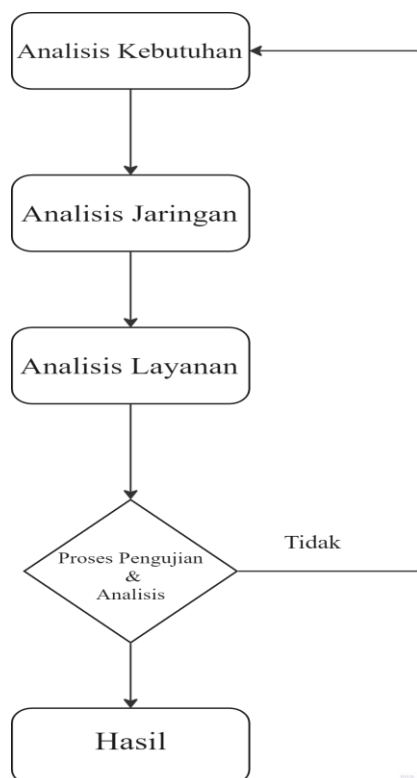 Analisis Kebutuhan
Analisis Jaringan
Analisis Layanan
Proses Pengujian
&
Analisis
Tidak
Hasil